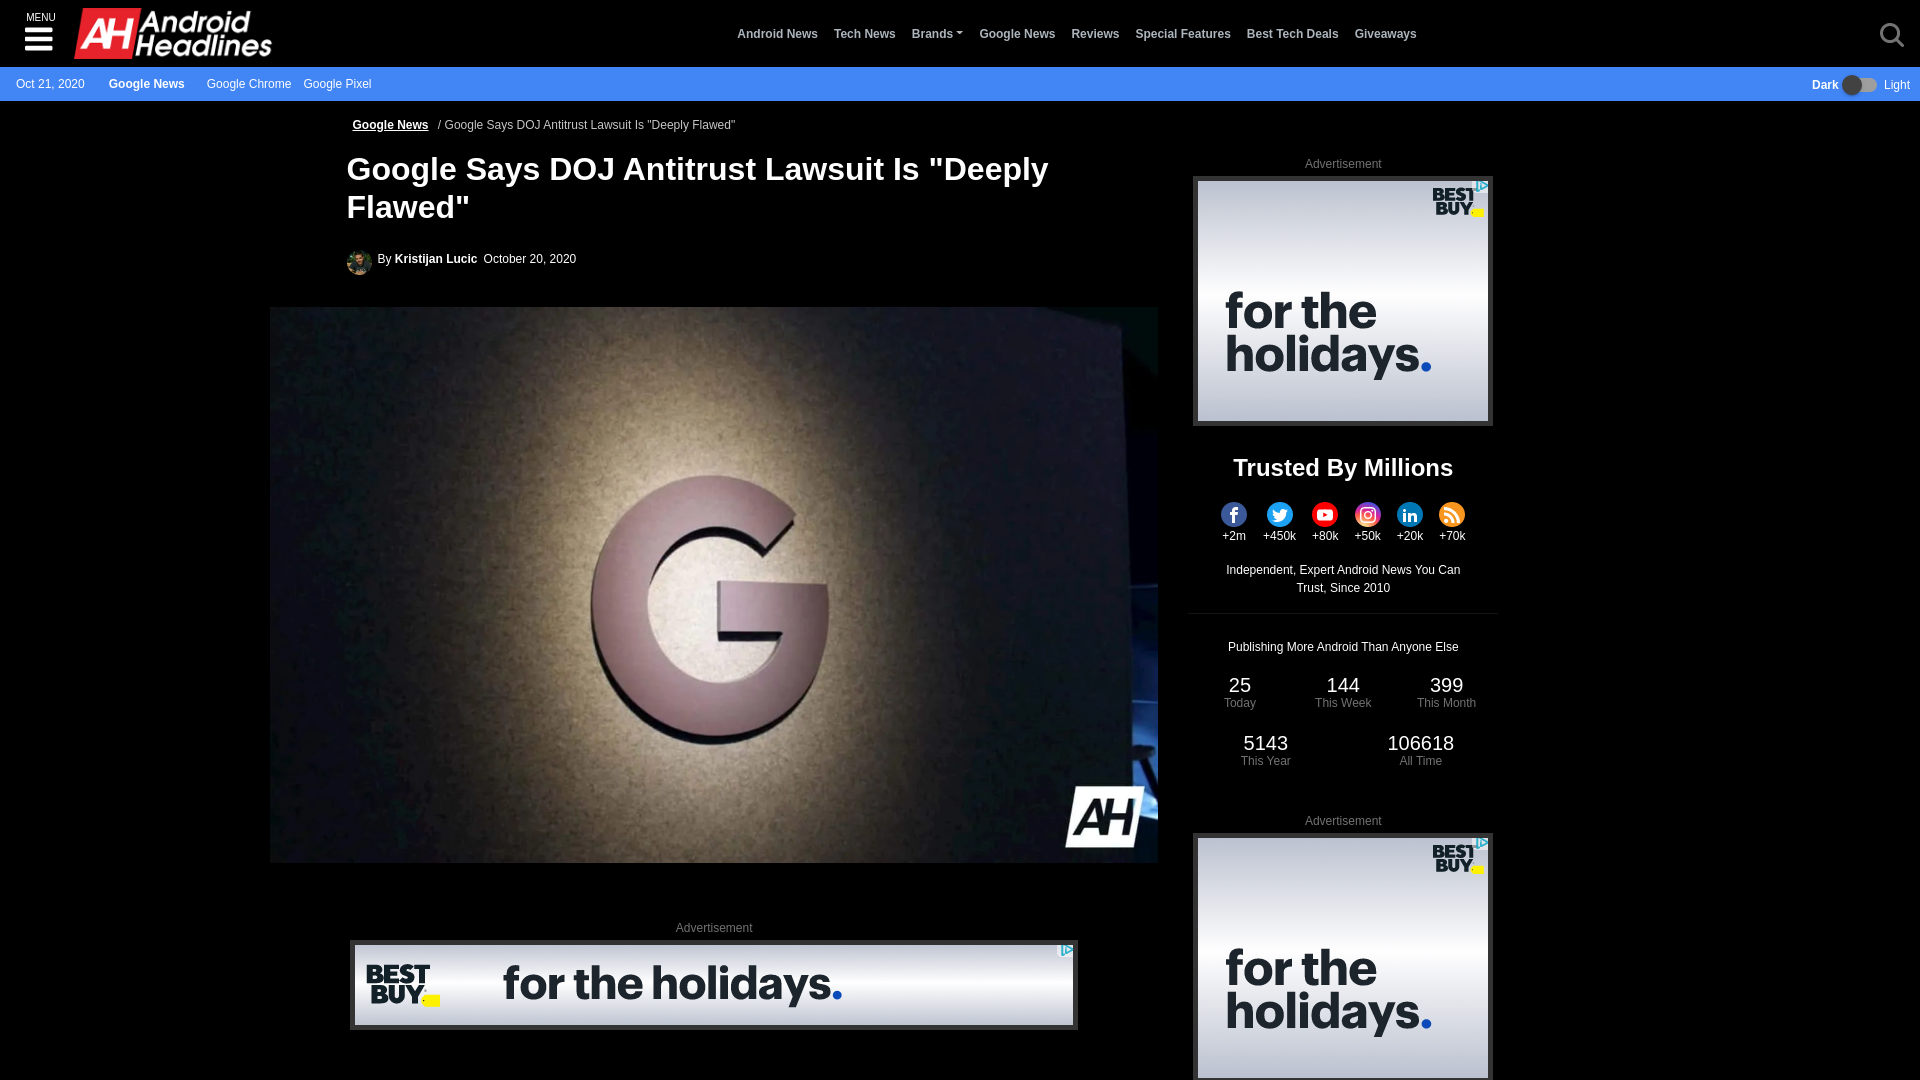 MENU
AH Android Headlines
Android News Tech News Brands Google News Reviews Special Features Best Tech Deals Giveaways
Oct 21, 2020 Google News Google Chrome Google Pixel
Dark Light
Google News / Google Says DOJ Antitrust Lawsuit Is "Deeply Flawed"
Google Says DOJ Antitrust Lawsuit Is "Deeply
Flawed"
By Kristijan Lucic October 20, 2020
G
AH
Advertisement
BEST
BUY
for the holidays.
Advertisement
BEST
BUY
for the
holidays.
Trusted By Millions
+2m +450k +80k +50k +20k +70k
Independent, Expert Android News You Can
Trust, Since 2010
Publishing More Android Than Anyone Else
25 144 399
Today This Week This Month
5143 106618
This Year All Time
Advertisement
BEST
BUY
for the
holidays.